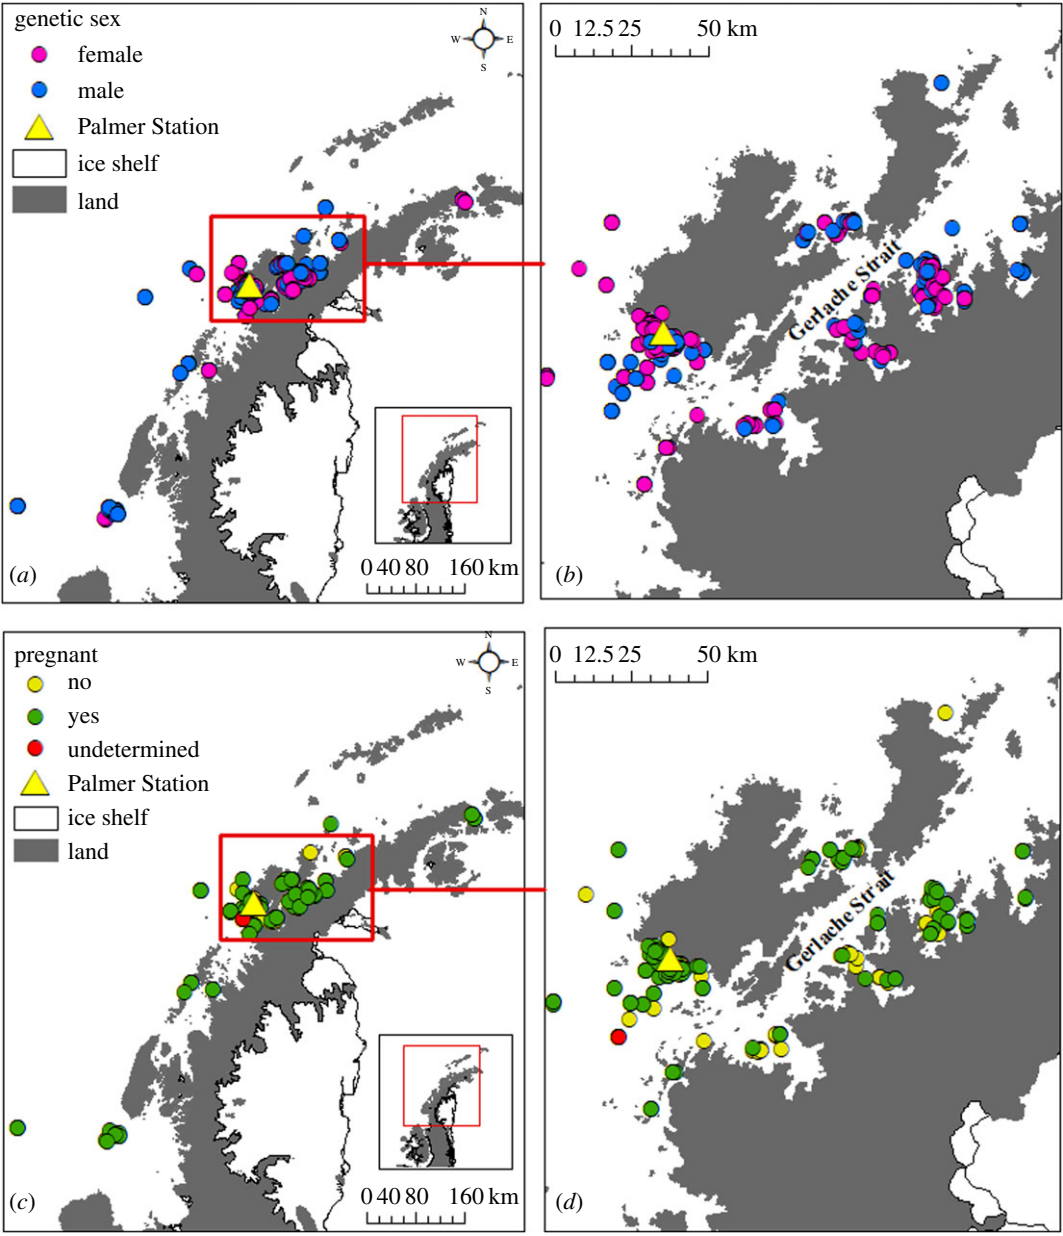 genetic sex
female
male
Palmer Station
ice shelf
land
N
W E
S
0 40 80 160 km
(a)
0 12.5 25 50 km
Gerlache Strait
(b)
pregnant
no
yes
undetermined
Palmer Station
ice shelf
land
N
W E
S
0 40 80 160 km
(c)
0 12.5 25 50 km
Gerlache Strait
(d)